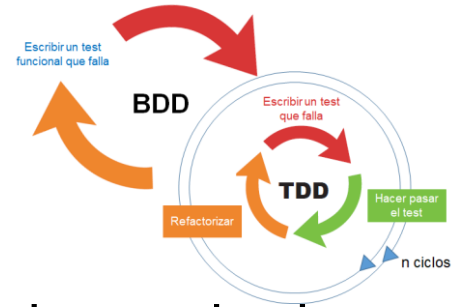 Escribir un test
funcional que falla
BDD
Escribir un test
que falla
TDD
Hacer pasar
el test
Refactorizar
n ciclos